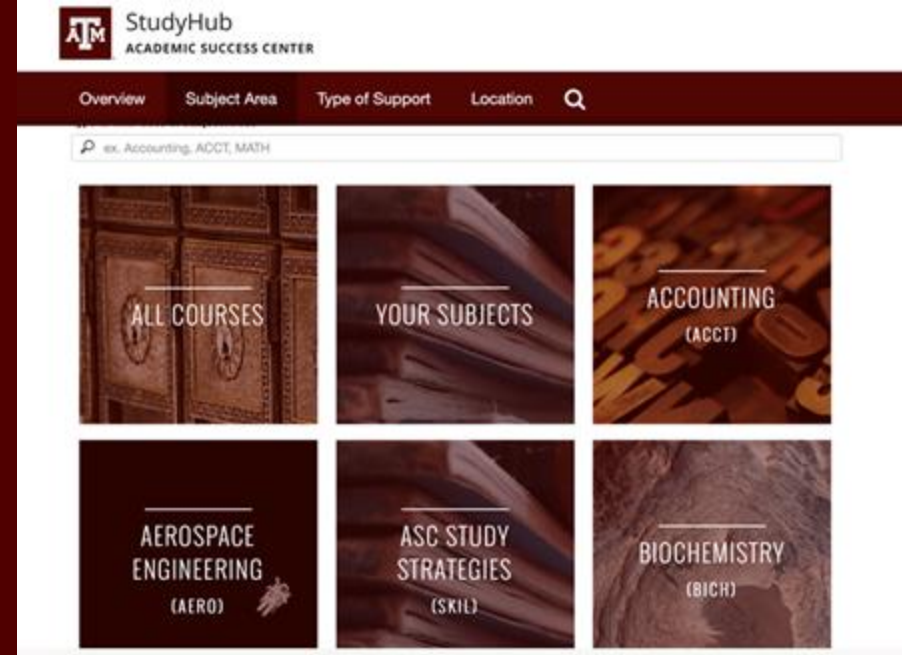 ĀTM
StudyHub
ACADEMIC SUCCESS CENTER
Overview Subject Area Type of Support Location
ex. Accounting, ACCT, MATH
ALL COURSES
YOUR SUBJECTS
ACCOUNTING
(ACCT)
AEROSPACE
ENGINEERING
(AERO)
ASC STUDY
STRATEGIES
(SKIL)
BIOCHEMISTRY
(BICH)